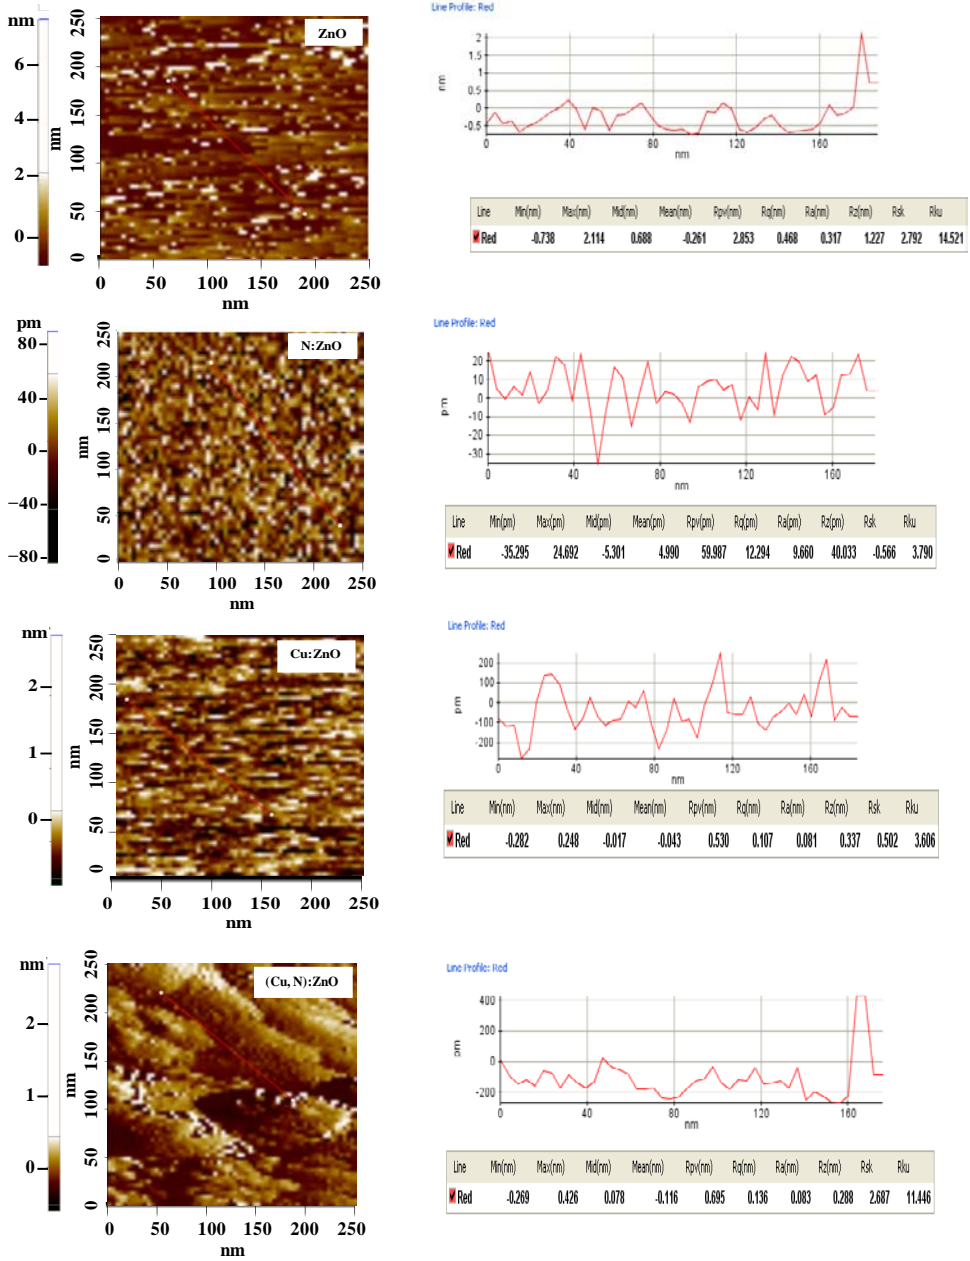 nm
6
4
2
0
nm
250
200
150
100
50
0
ZnO
0 50 100 150 200 250
nm
Line Profile: Red
nm
2
1.5
1
0.5
0
-0.5
0 40 80 120 160
nm
Line Min(nm) Max(nm) Mid(nm) Mean(nm) Rpv(nm) Rq(nm) Ra(nm) Rz(nm) Rsk Rku
Red -0.738 2.114 0.688 -0.261 2.853 0.468 0.317 1.227 2.792 14.521
pm
80
40
0
−40
−80
nm
250
200
150
100
50
0
N:ZnO
0 50 100 150 200 250
nm
Line Profile: Red
pm
20
10
0
-10
-20
-30
0 40 80 120 160
nm
Line Min(pm) Max(pm) Mid(pm) Mean(pm) Rpv(pm) Rq(pm) Ra(pm) Rz(pm) Rsk Rku
Red -35.295 24.692 -5.301 4.990 59.987 12.294 9.660 40.033 -0.566 3.790
nm
2
1
0
nm
250
200
150
100
50
0
Cu:ZnO
0 50 100 150 200 250
nm
Line Profile: Red
pm
200
100
0
-100
-200
0 40 80 120 160
nm
Line Min(nm) Max(nm) Mid(nm) Mean(nm) Rpv(nm) Rq(nm) Ra(nm) Rz(nm) Rsk Rku
Red -0.282 0.248 -0.017 -0.043 0.530 0.107 0.081 0.337 0.502 3.606
nm
2
1
0
nm
250
200
150
100
50
0
(Cu, N):ZnO
0 50 100 150 200 250
nm
Line Profile: Red
pm
400
200
0
-200
0 40 80 120 160
nm
Line Min(nm) Max(nm) Mid(nm) Mean(nm) Rpv(nm) Rq(nm) Ra(nm) Rz(nm) Rsk Rku
Red -0.269 0.426 0.078 -0.116 0.695 0.136 0.083 0.288 2.687 11.446